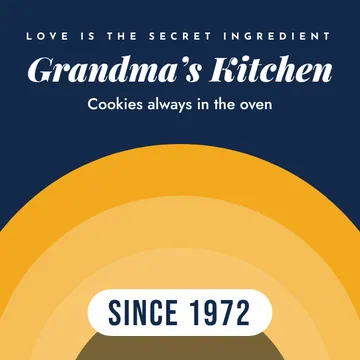 LOVE IS THE SECRET INGREDIENT
Grandma’s Kitchen
Cookies always in the oven
SINCE 1972